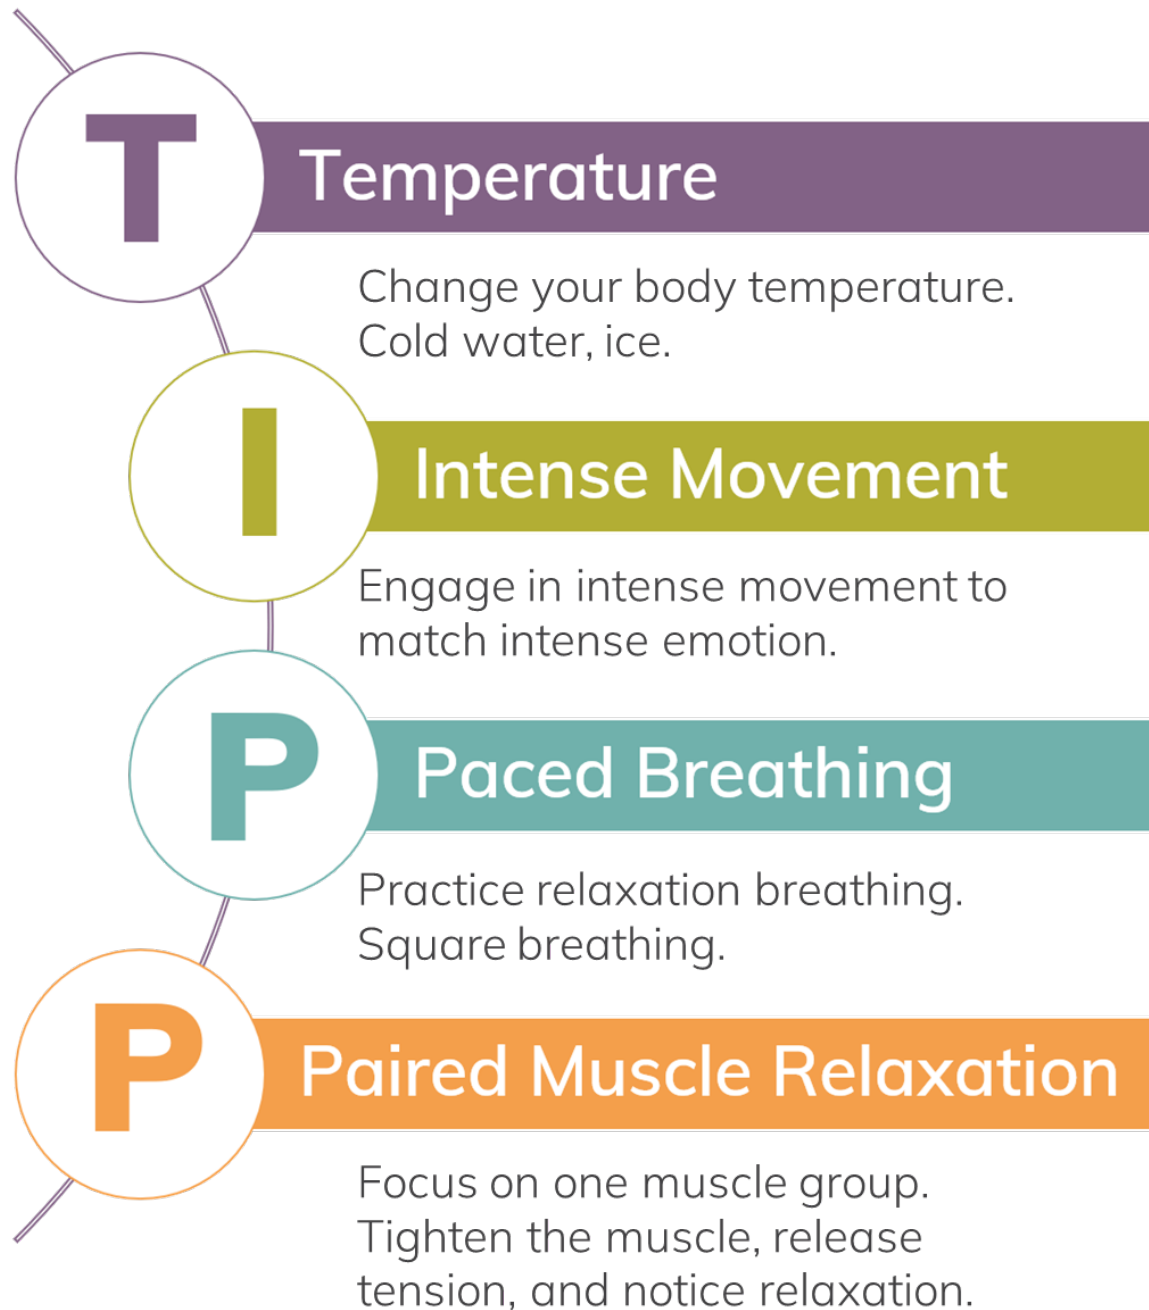 T
Temperature
Change your body temperature.
Cold water, ice.
I
Intense Movement
Engage in intense movement to
match intense emotion.
P
Paced Breathing
Practice relaxation breathing.
Square breathing.
P
Paired Muscle Relaxation
Focus on one muscle group.
Tighten the muscle, release
tension, and notice relaxation.